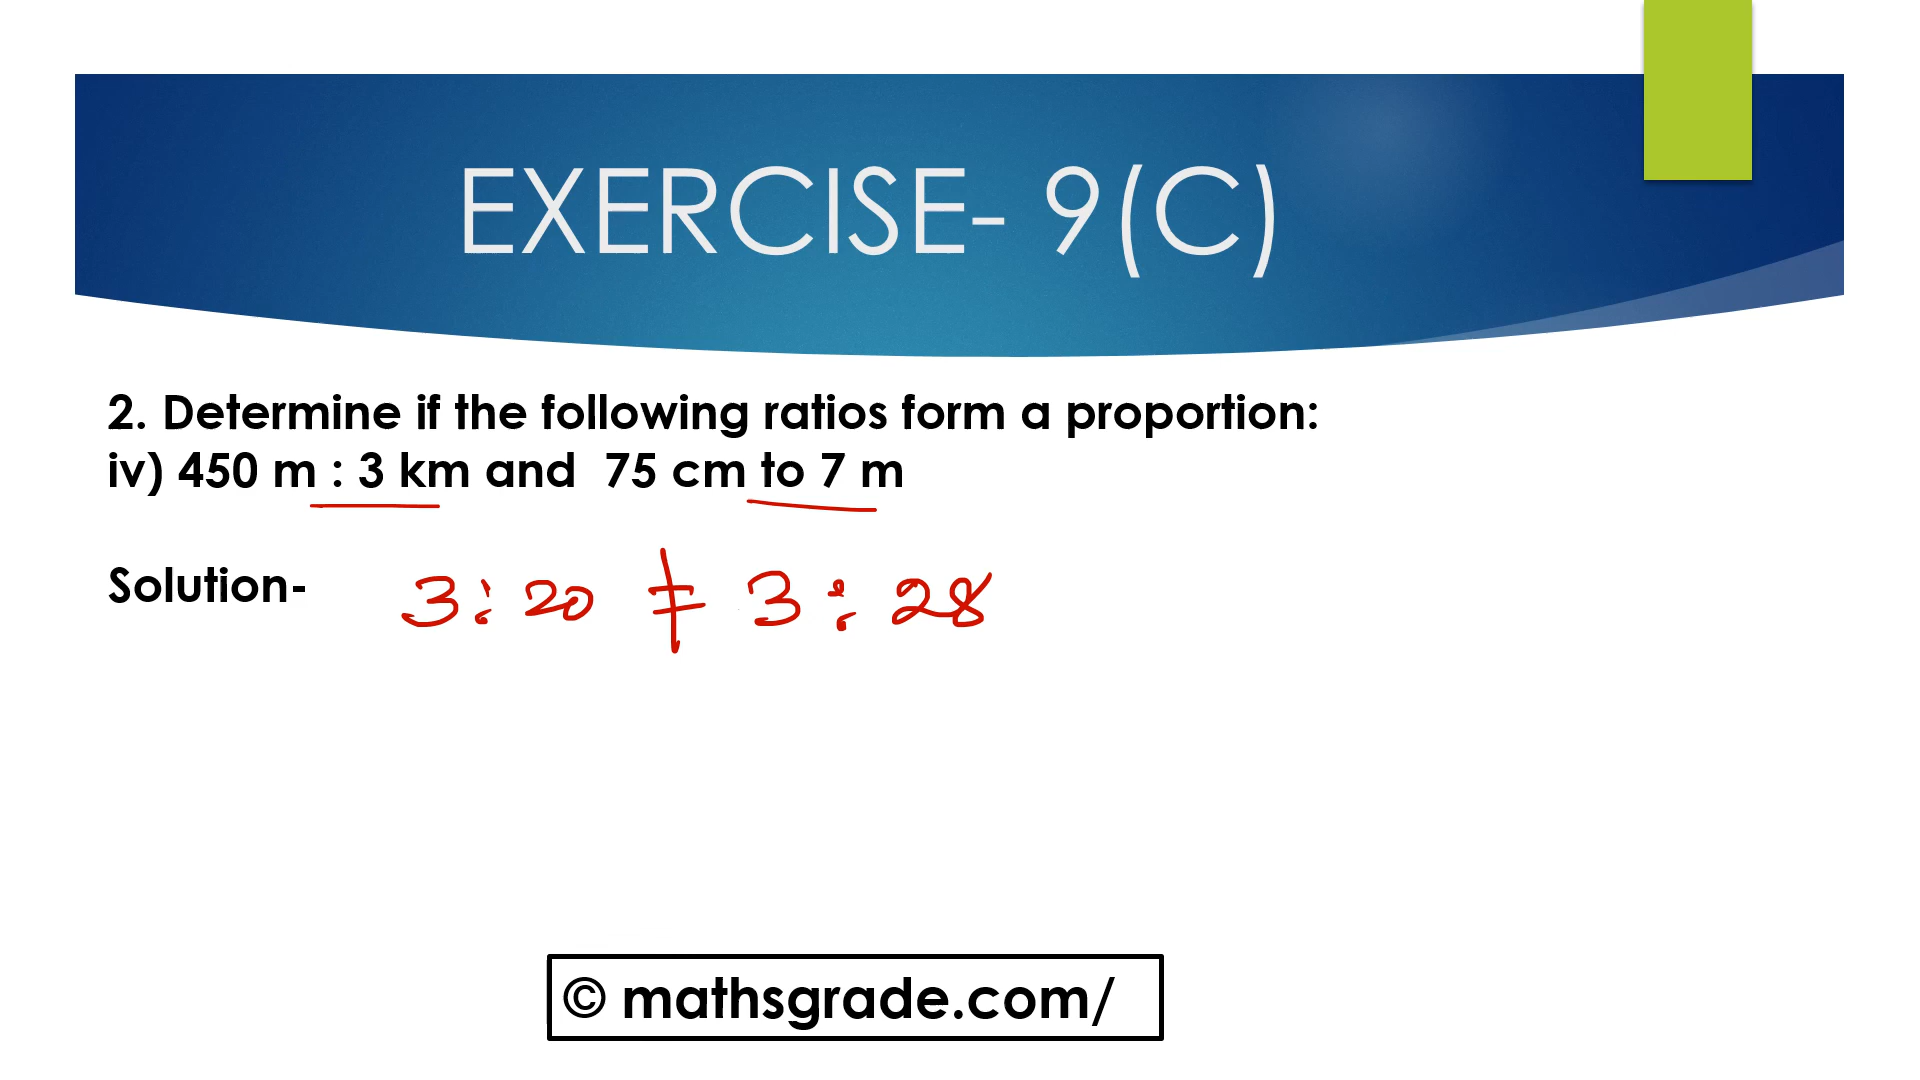 EXERCISE- 9(C)
2. Determine if the following ratios form a proportion:
iv) 450 m : 3 km and 75 cm to 7 m
Solution- 3 : 20 ≠ 3 : 28
© mathsgrade.com/